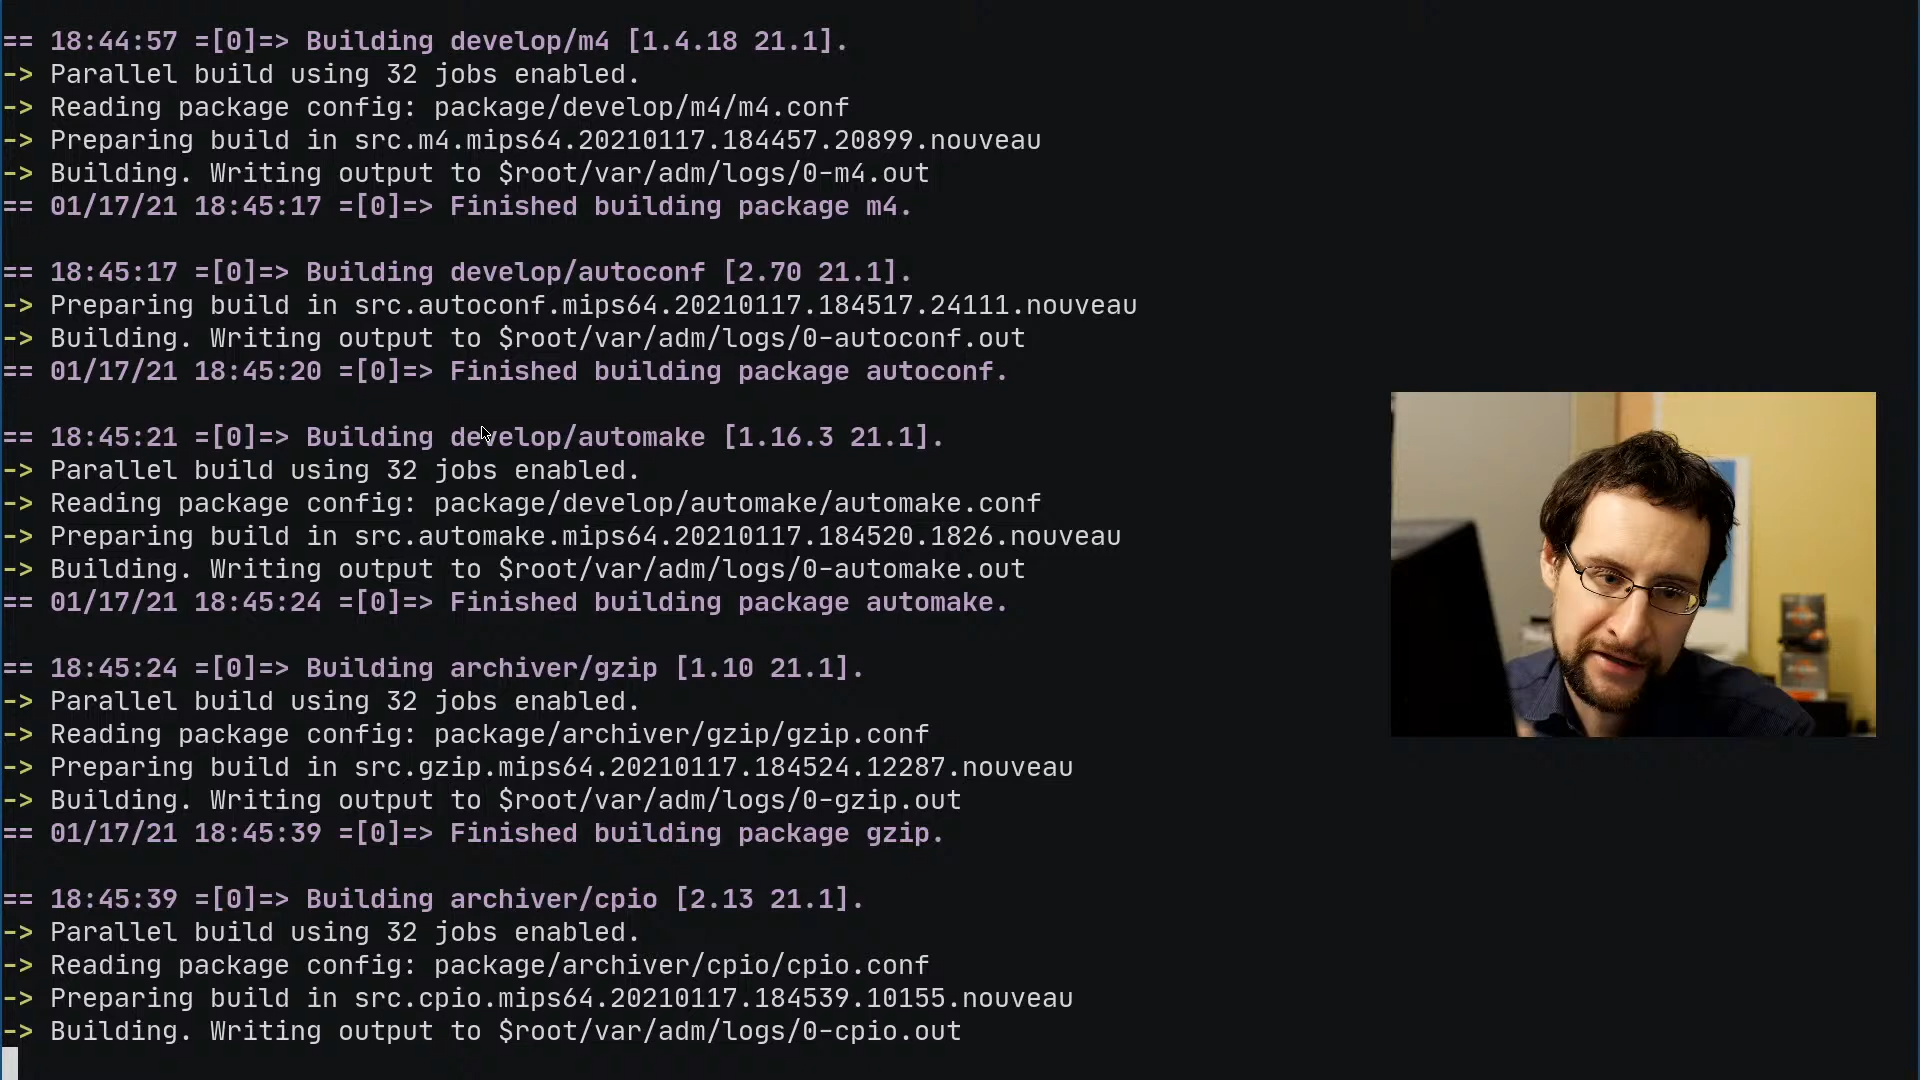 == 18:44:57 =[0]=> Building develop/m4 [1.4.18 21.1].
-> Parallel build using 32 jobs enabled.
-> Reading package config: package/develop/m4/m4.conf
-> Preparing build in src.m4.mips64.20210117.184457.20899.nouveau
-> Building. Writing output to $root/var/adm/logs/0-m4.out
== 01/17/21 18:45:17 =[0]=> Finished building package m4.
== 18:45:17 =[0]=> Building develop/autoconf [2.70 21.1].
-> Preparing build in src.autoconf.mips64.20210117.184517.24111.nouveau
-> Building. Writing output to $root/var/adm/logs/0-autoconf.out
== 01/17/21 18:45:20 =[0]=> Finished building package autoconf.
== 18:45:21 =[0]=> Building develop/automake [1.16.3 21.1].
-> Parallel build using 32 jobs enabled.
-> Reading package config: package/develop/automake/automake.conf
-> Preparing build in src.automake.mips64.20210117.184520.1826.nouveau
-> Building. Writing output to $root/var/adm/logs/0-automake.out
== 01/17/21 18:45:24 =[0]=> Finished building package automake.
== 18:45:24 =[0]=> Building archiver/gzip [1.10 21.1].
-> Parallel build using 32 jobs enabled.
-> Reading package config: package/archiver/gzip/gzip.conf
-> Preparing build in src.gzip.mips64.20210117.184524.12287.nouveau
-> Building. Writing output to $root/var/adm/logs/0-gzip.out
== 01/17/21 18:45:39 =[0]=> Finished building package gzip.
== 18:45:39 =[0]=> Building archiver/cpio [2.13 21.1].
-> Parallel build using 32 jobs enabled.
-> Reading package config: package/archiver/cpio/cpio.conf
-> Preparing build in src.cpio.mips64.20210117.184539.10155.nouveau
-> Building. Writing output to $root/var/adm/logs/0-cpio.out